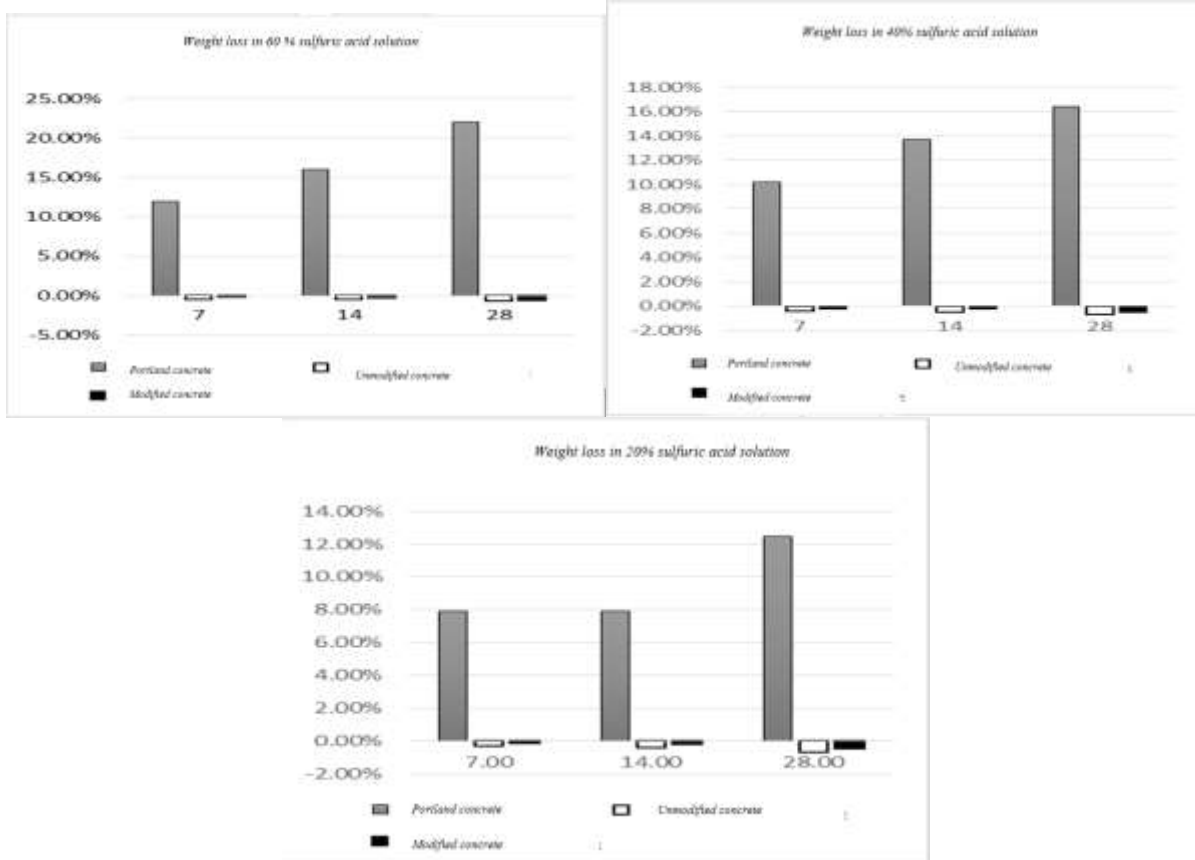 Weight loss in 60 % sulfuric acid solution
25.00%
20.00%
15.00%
10.00%
5.00%
0.00%
-5.00%
7 14 28
Portland concrete Unmodified concrete
Modified concrete
Weight loss in 40% sulfuric acid solution
18.00%
16.00%
14.00%
12.00%
10.00%
8.00%
6.00%
4.00%
2.00%
0.00%
-2.00%
7 14 28
Portland concrete Unmodified concrete
Modified concrete
Weight loss in 20% sulfuric acid solution
14.00%
12.00%
10.00%
8.00%
6.00%
4.00%
2.00%
0.00%
-2.00%
7.00 14.00 28.00
Portland concrete Unmodified concrete
Modified concrete